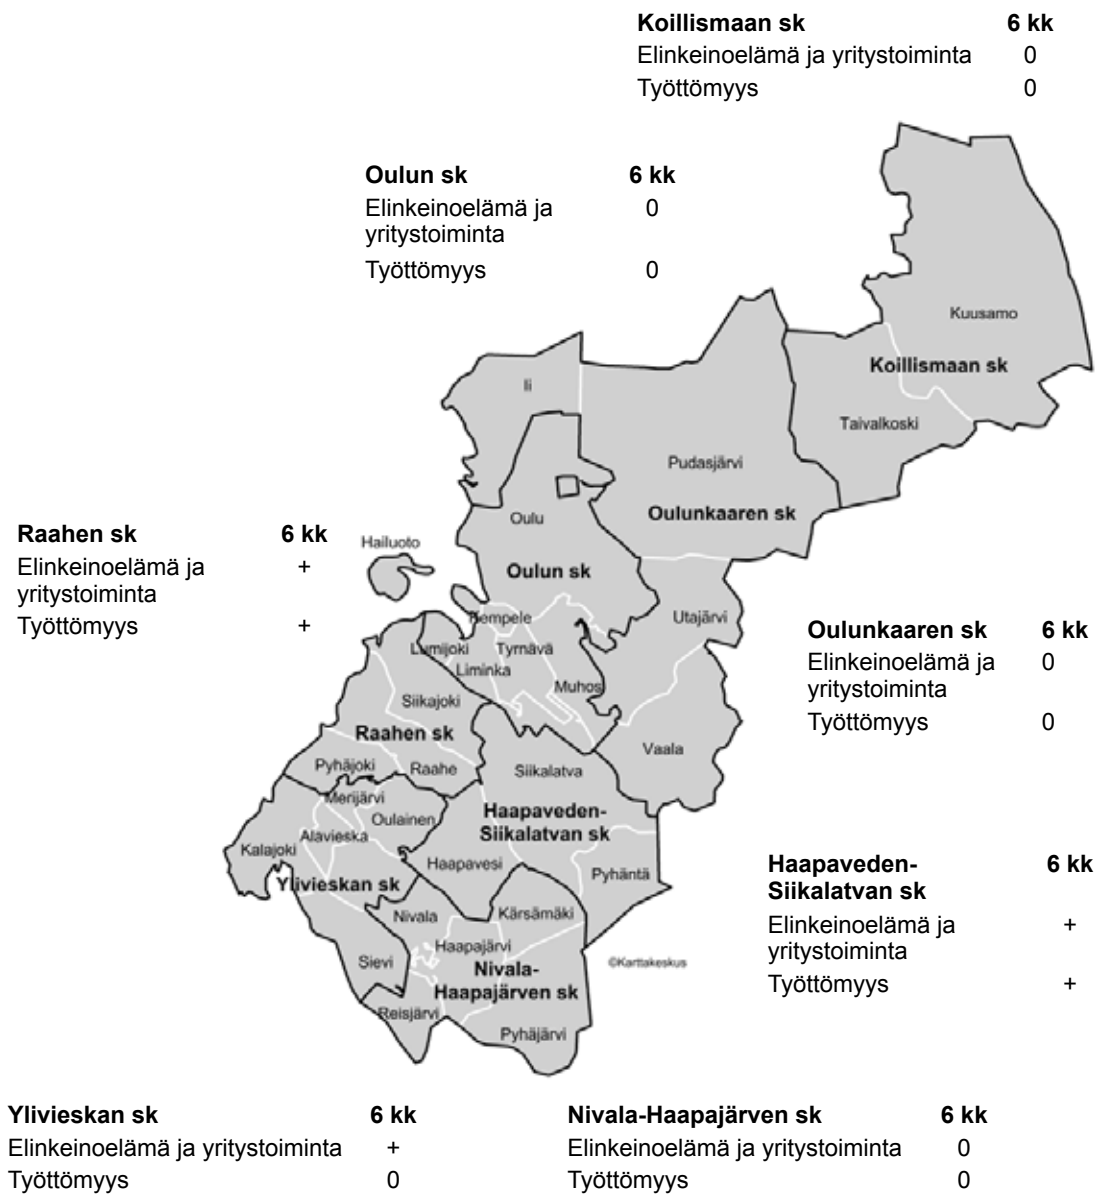 Koillismaan sk 6 kk
Elinkeinoelämä ja yritystoiminta 0
Työttömyys 0
Oulun sk 6 kk
Elinkeinoelämä ja 0
yritystoiminta
Työttömyys 0
Kuusamo
Koillismaan sk
Ii
Taivalkoski
Pudasjärvi
Oulunkaaren sk
Oulu
Raahen sk 6 kk
Elinkeinoelämä ja +
yritystoiminta
Työttömyys +
Hailuoto
Oulun sk
Kempele
Utajärvi
Lumijoki
Tyrnävä
Liminka
Muhos
Oulunkaaren sk 6 kk
Elinkeinoelämä ja 0
yritystoiminta
Työttömyys 0
Siikajoki
Raahen sk
Vaala
Pyhäjoki
Raahe
Siikalatva
Merijärvi
Oulainen
Haapaveden-
Siikalatvan sk
Alavieska
Kalajoki
Haapavesi
Pyhäntä
Ylivieskan sk
Haapaveden- 6 kk
Siikalatvan sk
Elinkeinoelämä ja +
yritystoiminta
Työttömyys +
Nivala
Kärsämäki
Haapajärvi
Sievi
Nivala-
Haapajärven sk
©Karttakeskus
Reisjärvi
Pyhäjärvi
Ylivieskan sk 6 kk
Elinkeinoelämä ja yritystoiminta +
Työttömyys 0
Nivala-Haapajärven sk 6 kk
Elinkeinoelämä ja yritystoiminta 0
Työttömyys 0